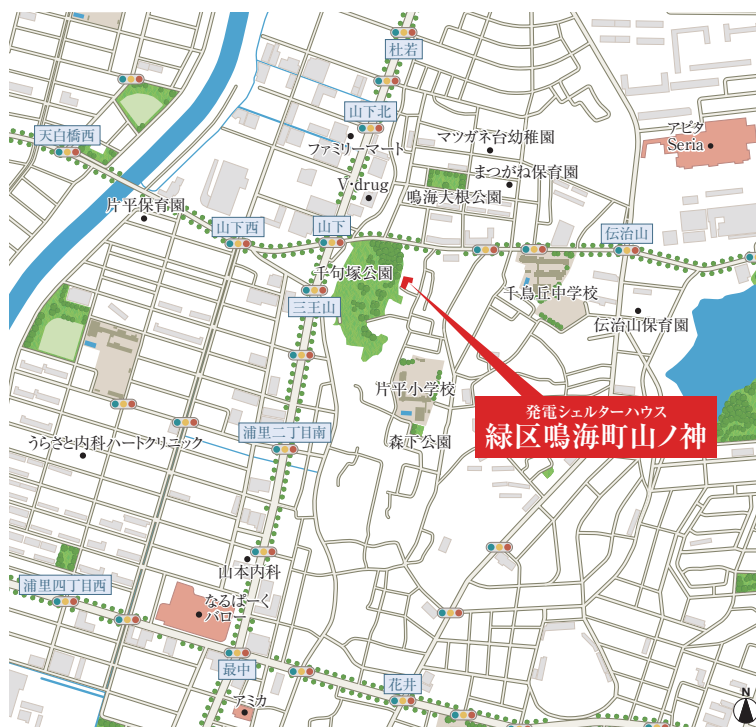 杜若
山下北
天白橋西
ファミリーマート
マツガネ台幼稚園
アピタ
Seria
まつがね保育園
V・drug
鳴海大根公園
片平保育園
山下西
山下
伝治山
千句塚公園
千鳥丘中学校
三王山
伝治山保育園
片平小学校
発電シェルターハウス
緑区鳴海町山ノ神
浦里二丁目南
うらさと内科ハートクリニック
森下公園
山本内科
浦里四丁目西
なるぱーく
バロー
最中
花井
アミカ
N